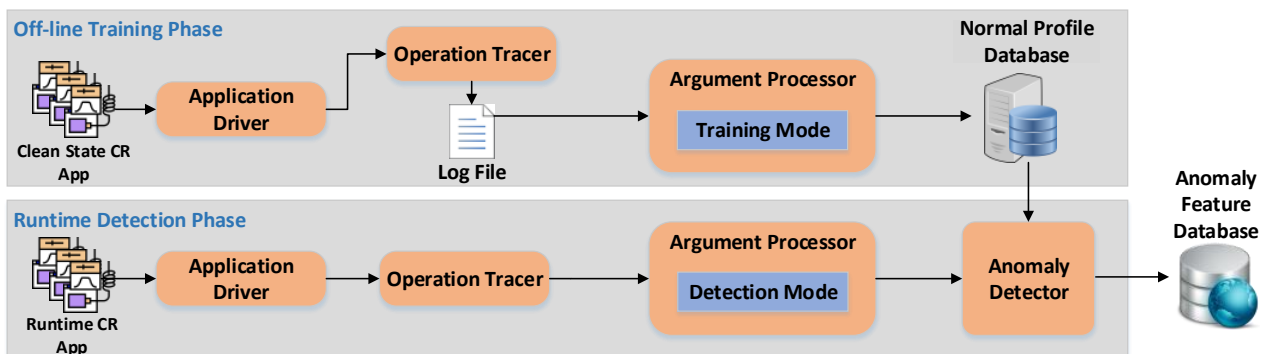 Off-line Training Phase
Clean State CR
App
Application
Driver
Operation Tracer
Log File
Argument Processor
Training Mode
Normal Profile
Database
Runtime Detection Phase
Runtime CR
App
Application
Driver
Operation Tracer
Argument Processor
Detection Mode
Anomaly
Detector
Anomaly
Feature
Database